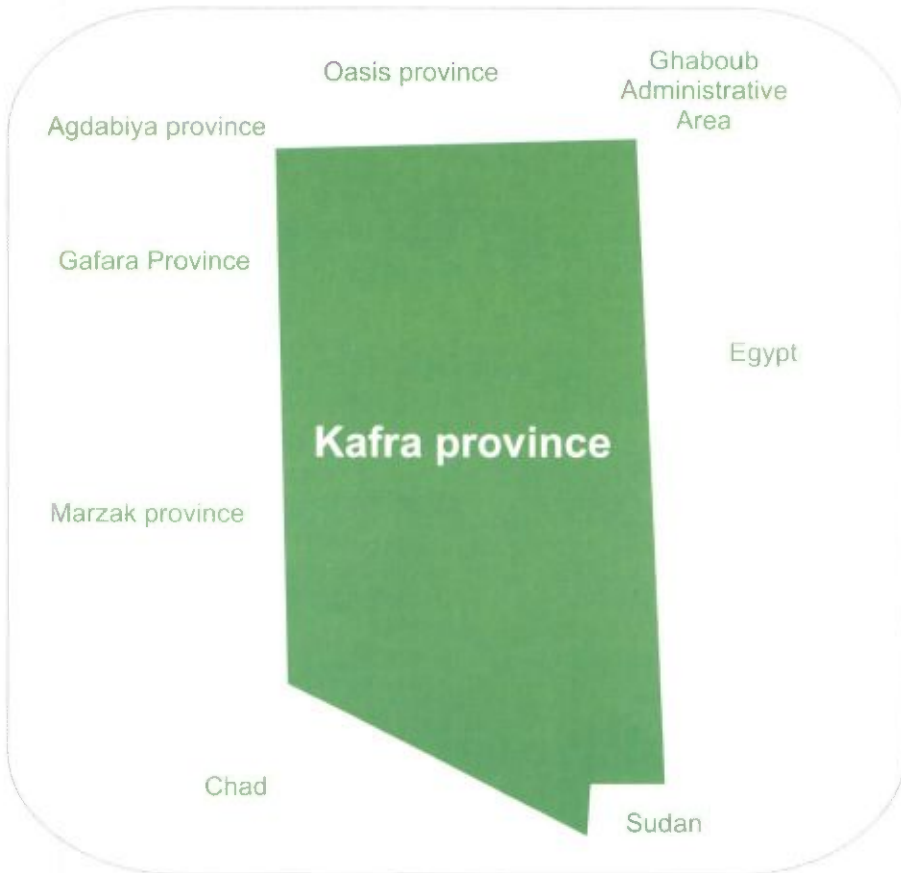 Oasis province
Ghaboub
Administrative
Area
Agdabiya province
Gafara Province
Egypt
Kafra province
Marzak province
Chad
Sudan